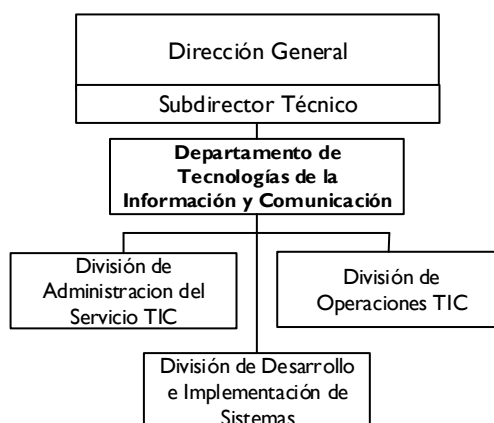 Dirección General
Subdirector Técnico
Departamento de
Tecnologías de la
Información y Comunicación
División de
Administracion del
Servicio TIC
División de
Operaciones TIC
División de Desarrollo
e Implementación de
Sistemas